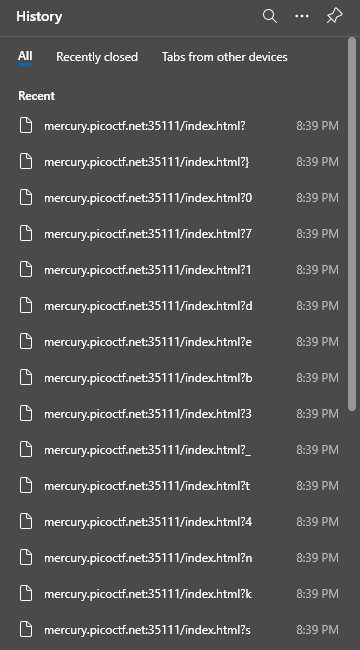 History
All Recently closed Tabs from other devices
Recent
mercury.picoctf.net:35111/index.html? 8:39 PM
mercury.picoctf.net:35111/index.html?} 8:39 PM
mercury.picoctf.net:35111/index.html?0 8:39 PM
mercury.picoctf.net:35111/index.html?7 8:39 PM
mercury.picoctf.net:35111/index.html?1 8:39 PM
mercury.picoctf.net:35111/index.html?d 8:39 PM
mercury.picoctf.net:35111/index.html?e 8:39 PM
mercury.picoctf.net:35111/index.html?b 8:39 PM
mercury.picoctf.net:35111/index.html?3 8:39 PM
mercury.picoctf.net:35111/index.html?_ 8:39 PM
mercury.picoctf.net:35111/index.html?t 8:39 PM
mercury.picoctf.net:35111/index.html?4 8:39 PM
mercury.picoctf.net:35111/index.html?n 8:39 PM
mercury.picoctf.net:35111/index.html?k 8:39 PM
mercury.picoctf.net:35111/index.html?s 8:39 PM